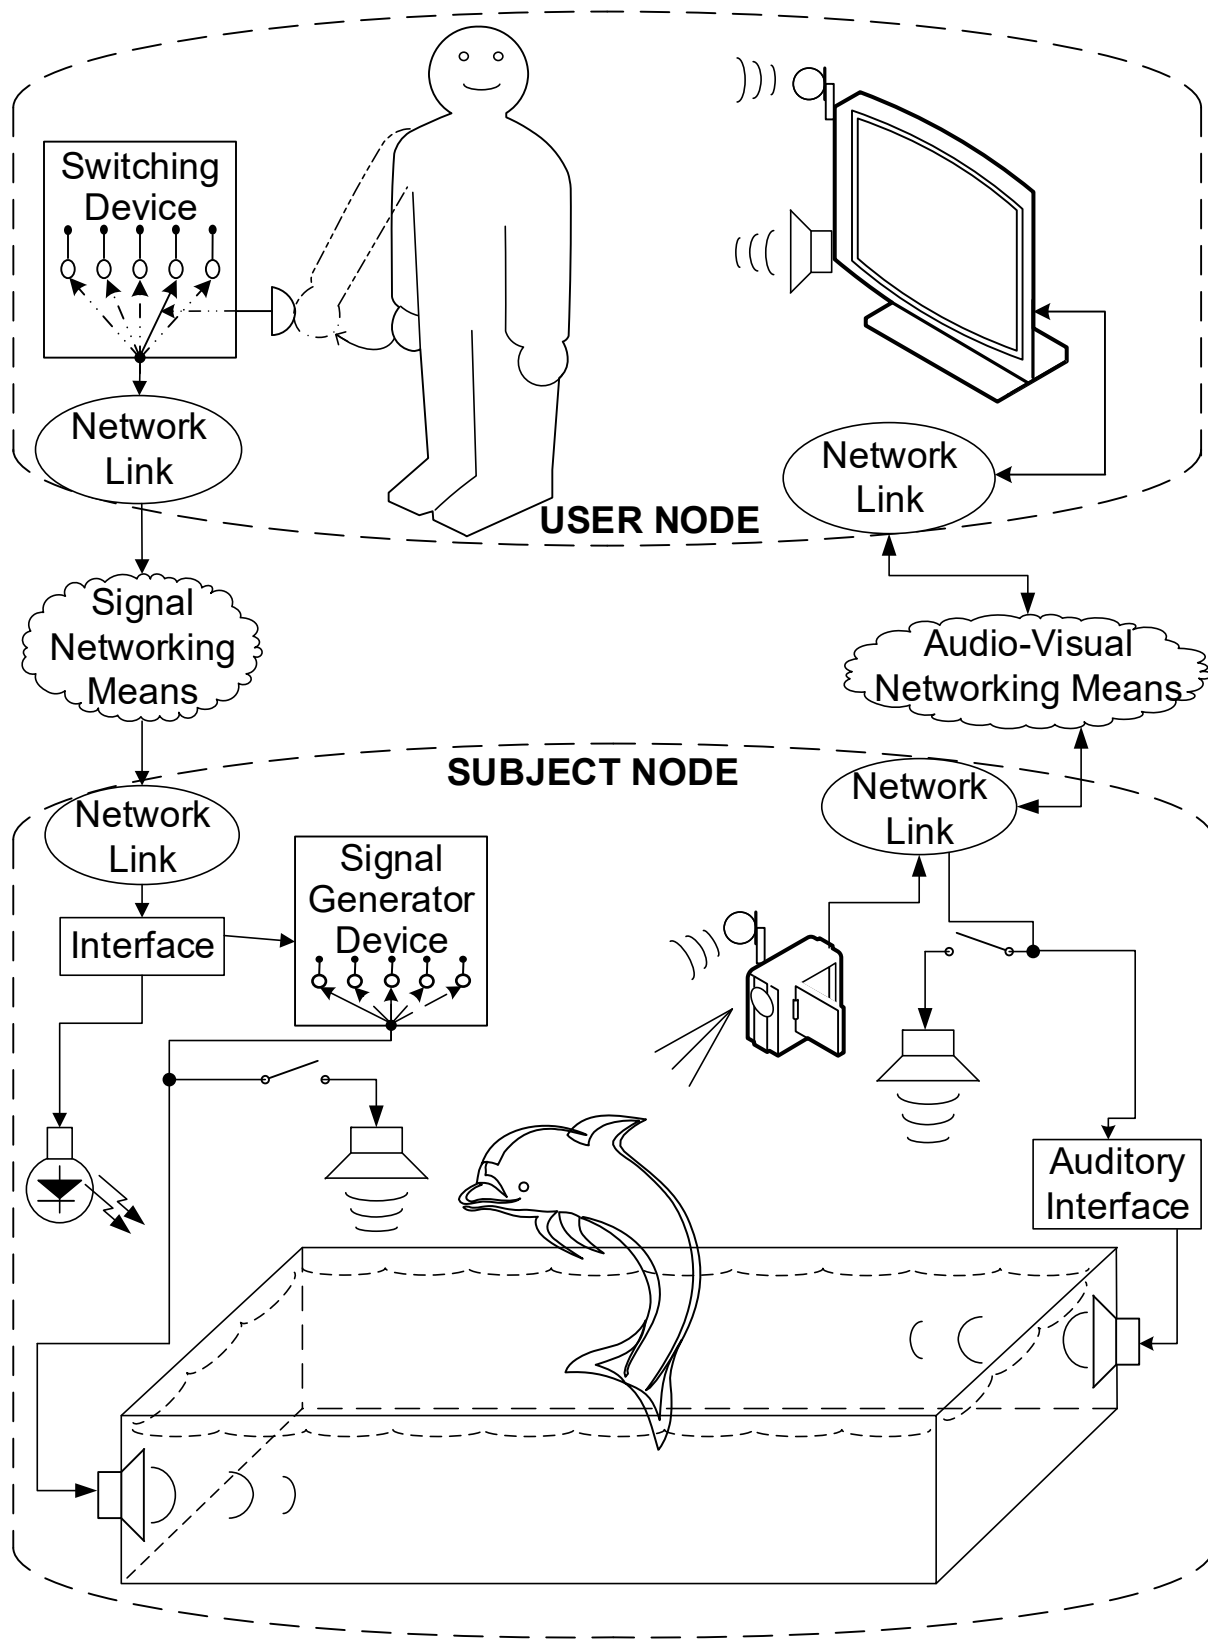 Switching
Device
Network
Link
Network
Link
USER NODE
Signal
Networking
Means
Audio-Visual
Networking Means
SUBJECT NODE
Network
Link
Network
Link
Signal
Generator
Device
Interface
Auditory
Interface